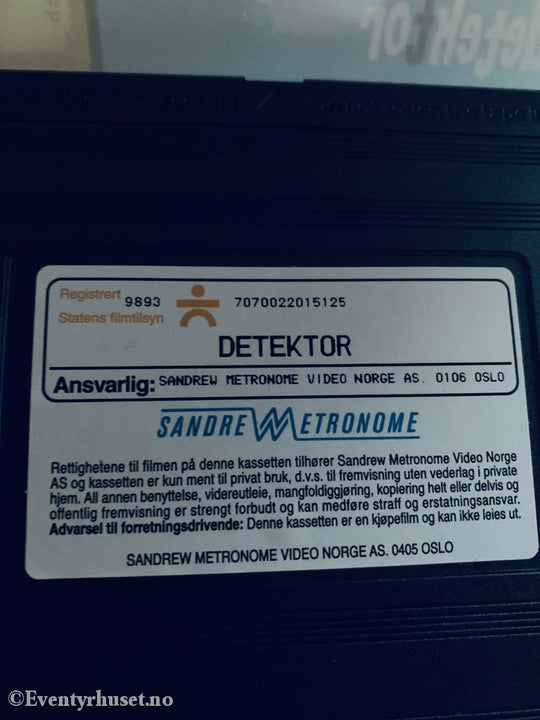 detektor
Registrert 9893 7070022015125
Statens filmtilsyn
DETEKTOR
Ansvarlig: SANDREW METRONOME VIDEO NORGE AS. 0106 OSLO
SANDREW METRONOME
Rettighetene til filmen på denne kassetten tilhører Sandrew Metronome Video Norge
AS og kassetten er kun ment til privat bruk, d.v.s. til fremvisning uten vederlag i private
hjem. All annen benyttelse, videreutleie, mangfoldiggjøring, kopiering helt eller delvis og
offentlig fremvisning er strengt forbudt og kan medføre straff og erstatningsansvar.
Advarsel til forretningsdrivende: Denne kassetten er en kjøpefilm og kan ikke leies ut.
SANDREW METRONOME VIDEO NORGE AS. 0405 OSLO
©Eventyrhuset.no